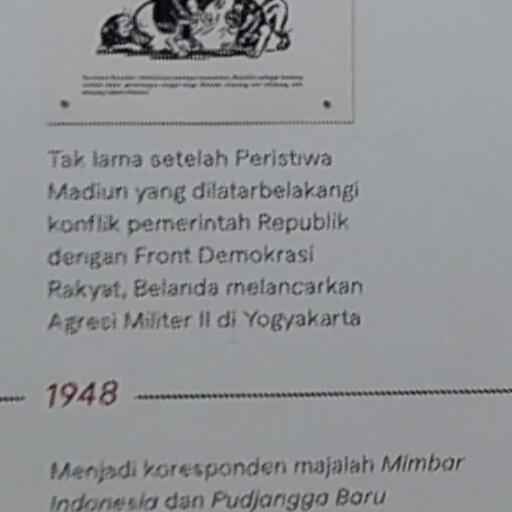 Tak lama setelah Peristiwa
Madiun yang dilatarbelakangi
konflik pemerintah Republik
dengan Front Demokrasi
Rakyat, Belanda melancarkan
Agresi Militer II di Yogyakarta
1948
Menjadi koresponden majalah Mimbar
Indonesia dan Pudjangga Baru